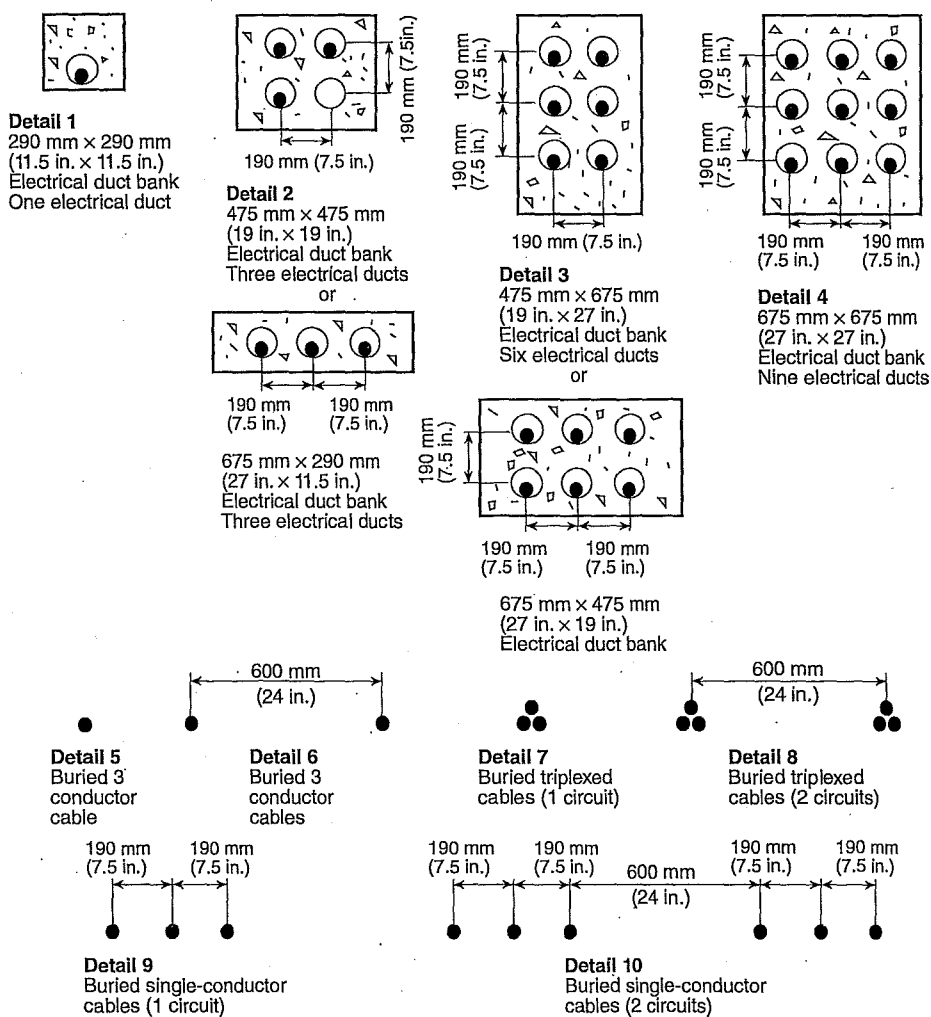 Detail 1
290 mm × 290 mm
(11.5 in. × 11.5 in.)
Electrical duct bank
One electrical duct
190 mm (7.5 in.)
190 mm (7.5in.)
Detail 2
475 mm × 475 mm
(19 in. × 19 in.)
Electrical duct bank
Three electrical ducts
or
190 mm
(7.5 in.)
190 mm
(7.5 in.)
675 mm × 290 mm
(27 in. × 11.5 in.)
Electrical duct bank
Three electrical ducts
190 mm
(7.5 in.)
190 mm
(7.5 in.)
190 mm (7.5 in.)
Detail 3
475 mm × 675 mm
(19 in. × 27 in.)
Electrical duct bank
Six electrical ducts
or
190 mm
(7.5 in.)
190 mm
(7.5 in.)
190 mm
(7.5 in.)
675 mm × 475 mm
(27 in. × 19 in.)
Electrical duct bank
190 mm
(7.5 in.)
190 mm
(7.5 in.)
190 mm
(7.5 in.)
190 mm
(7.5 in.)
Detail 4
675 mm × 675 mm
(27 in. × 27 in.)
Electrical duct bank
Nine electrical ducts
Detail 5
Buried 3
conductor
cable
600 mm
(24 in.)
Detail 6
Buried 3
conductor
cables
Detail 7
Buried triplexed
cables (1 circuit)
600 mm
(24 in.)
Detail 8
Buried triplexed
cables (2 circuits)
190 mm
(7.5 in.)
190 mm
(7.5 in.)
Detail 9
Buried single-conductor
cables (1 circuit)
190 mm
(7.5 in.)
190 mm
(7.5 in.)
600 mm
(24 in.)
190 mm
(7.5 in.)
190 mm
(7.5 in.)
Detail 10
Buried single-conductor
cables (2 circuits)